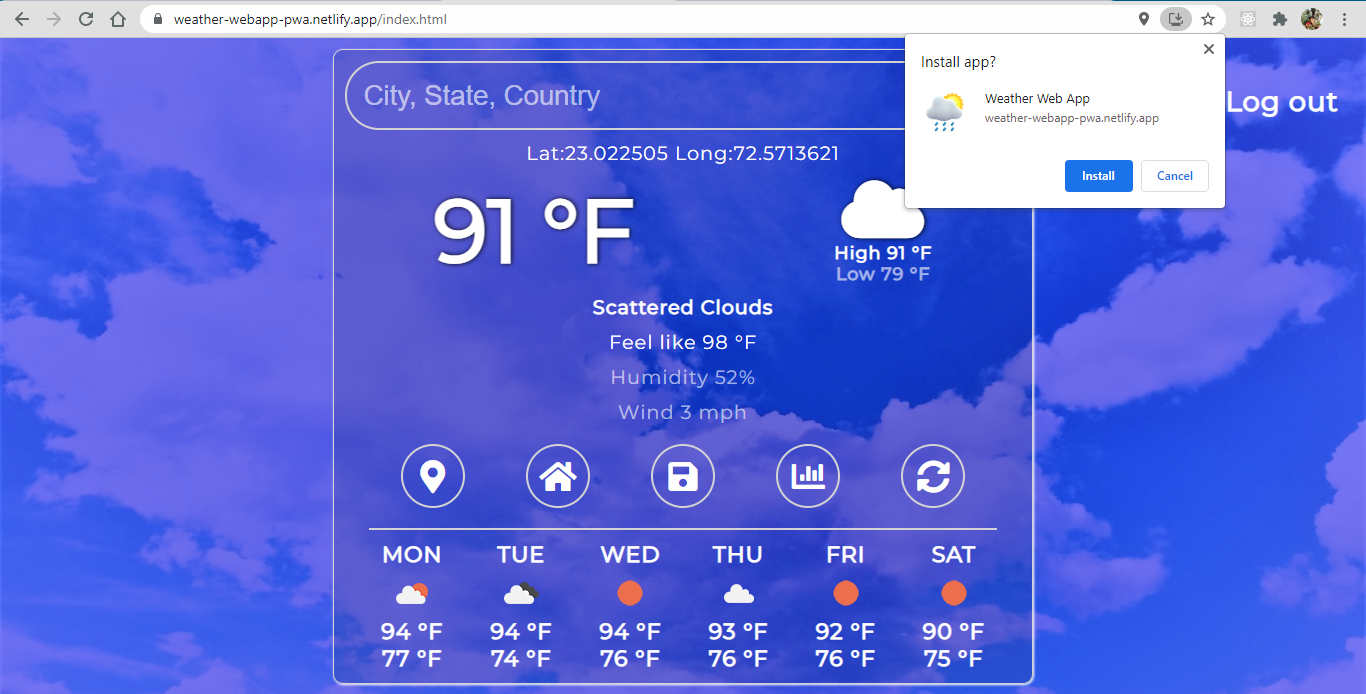 weather-webapp-pwa.netlify.app/index.html
Install app?
Weather Web App
weather-webapp-pwa.netlify.app
Install Cancel
Log out
City, State, Country
Lat:23.022505 Long:72.5713621
91 °F
High 91 °F
Low 79 °F
Scattered Clouds
Feel like 98 °F
Humidity 52%
Wind 3 mph
MON TUE WED THU FRI SAT
94 °F 94 °F 94 °F 93 °F 92 °F 90 °F
77 °F 74 °F 76 °F 76 °F 76 °F 75 °F